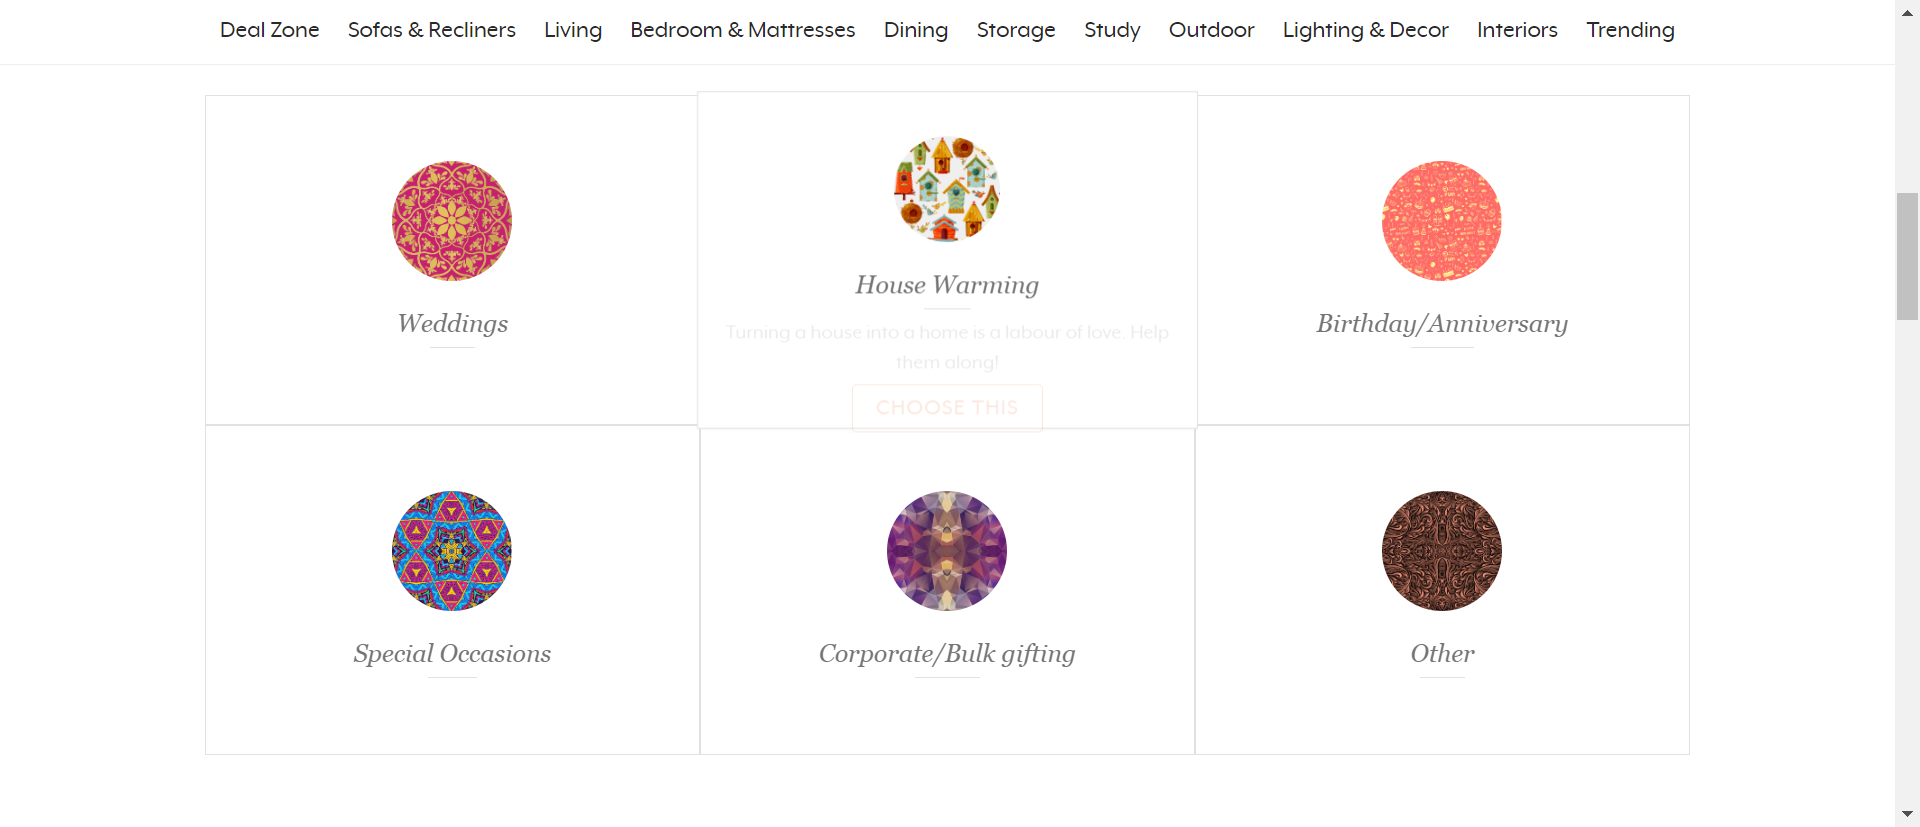 Deal Zone Sofas & Recliners Living Bedroom & Mattresses Dining Storage Study Outdoor Lighting & Decor Interiors Trending
Weddings
House Warming
Turning a house into a home is a labour of love. Help
them along!
CHOOSE THIS
Birthday/Anniversary
Special Occasions
Corporate/Bulk gifting
Other